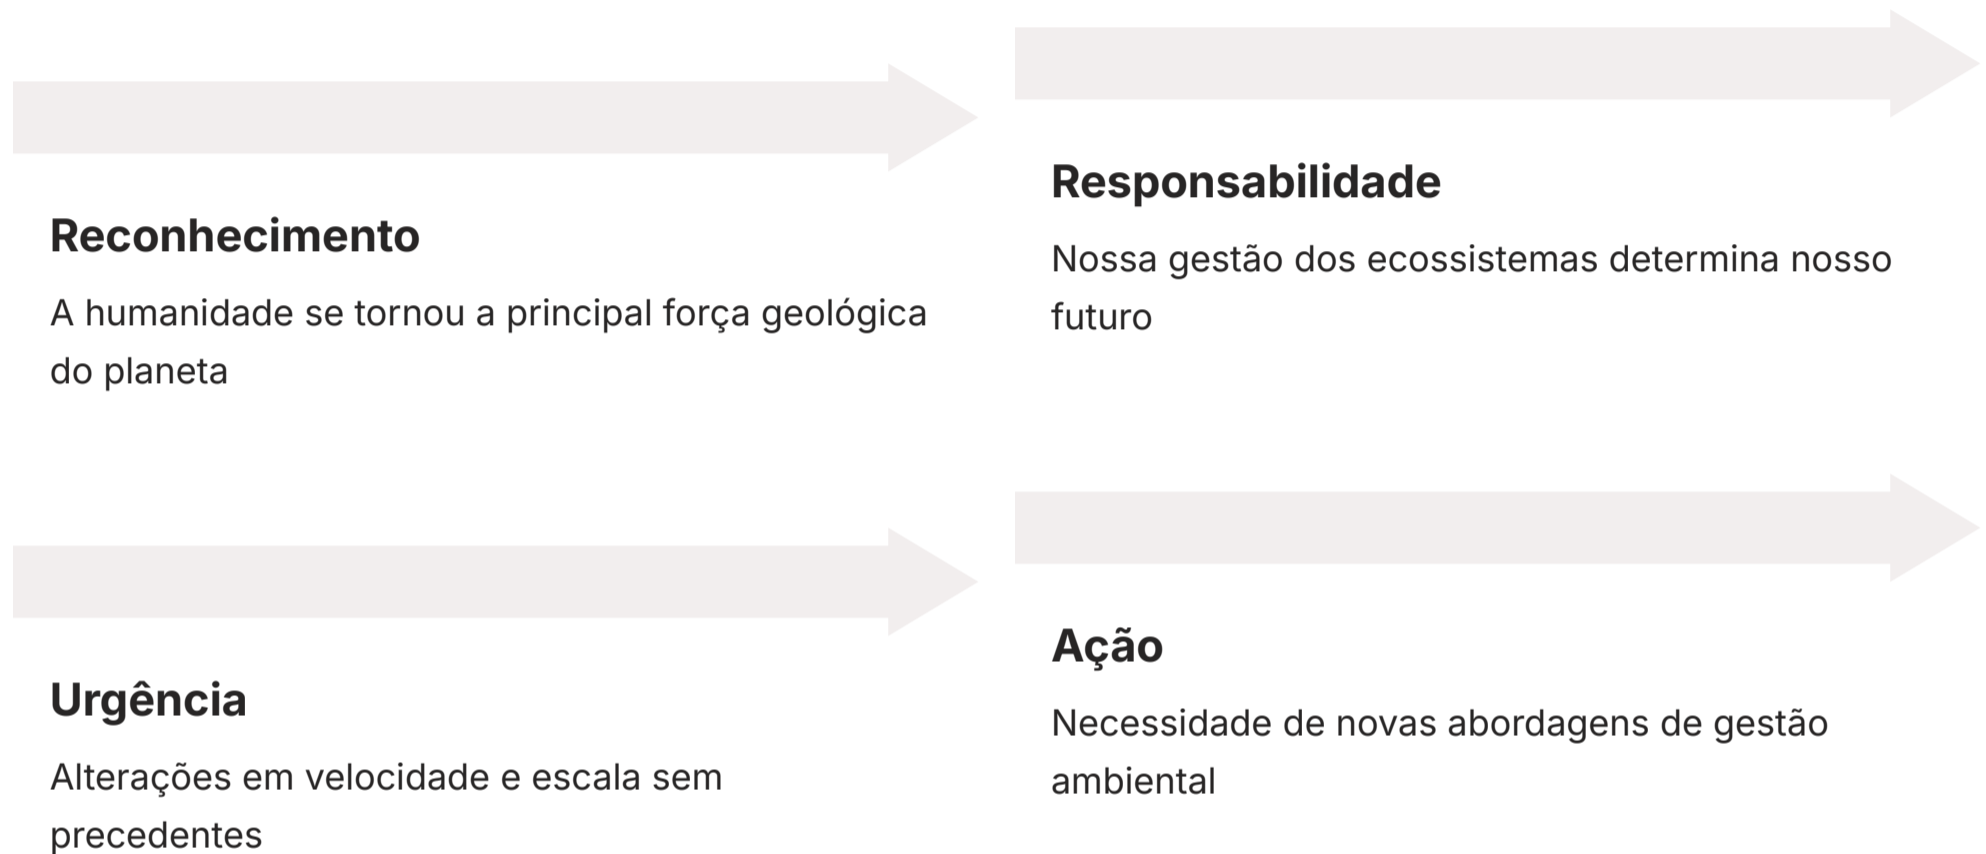 Reconhecimento
A humanidade se tornou a principal força geológica
do planeta
Responsabilidade
Nossa gestão dos ecossistemas determina nosso
futuro
Urgência
Alterações em velocidade e escala sem
precedentes
Ação
Necessidade de novas abordagens de gestão
ambiental